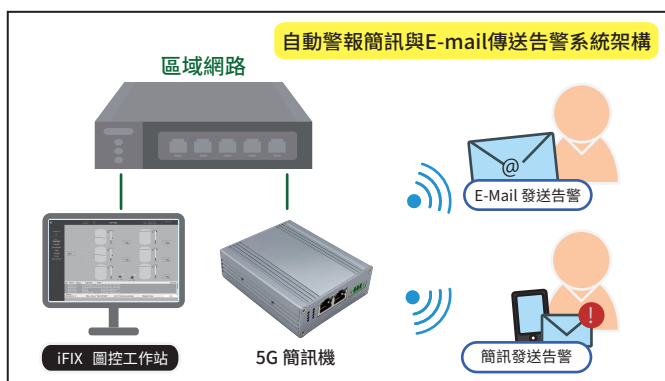 自動警報簡訊與E-mail傳送告警系統架構
區域網路
@
E-Mail 發送告警
!
iFIX 圖控工作站
5G 簡訊機
簡訊發送告警